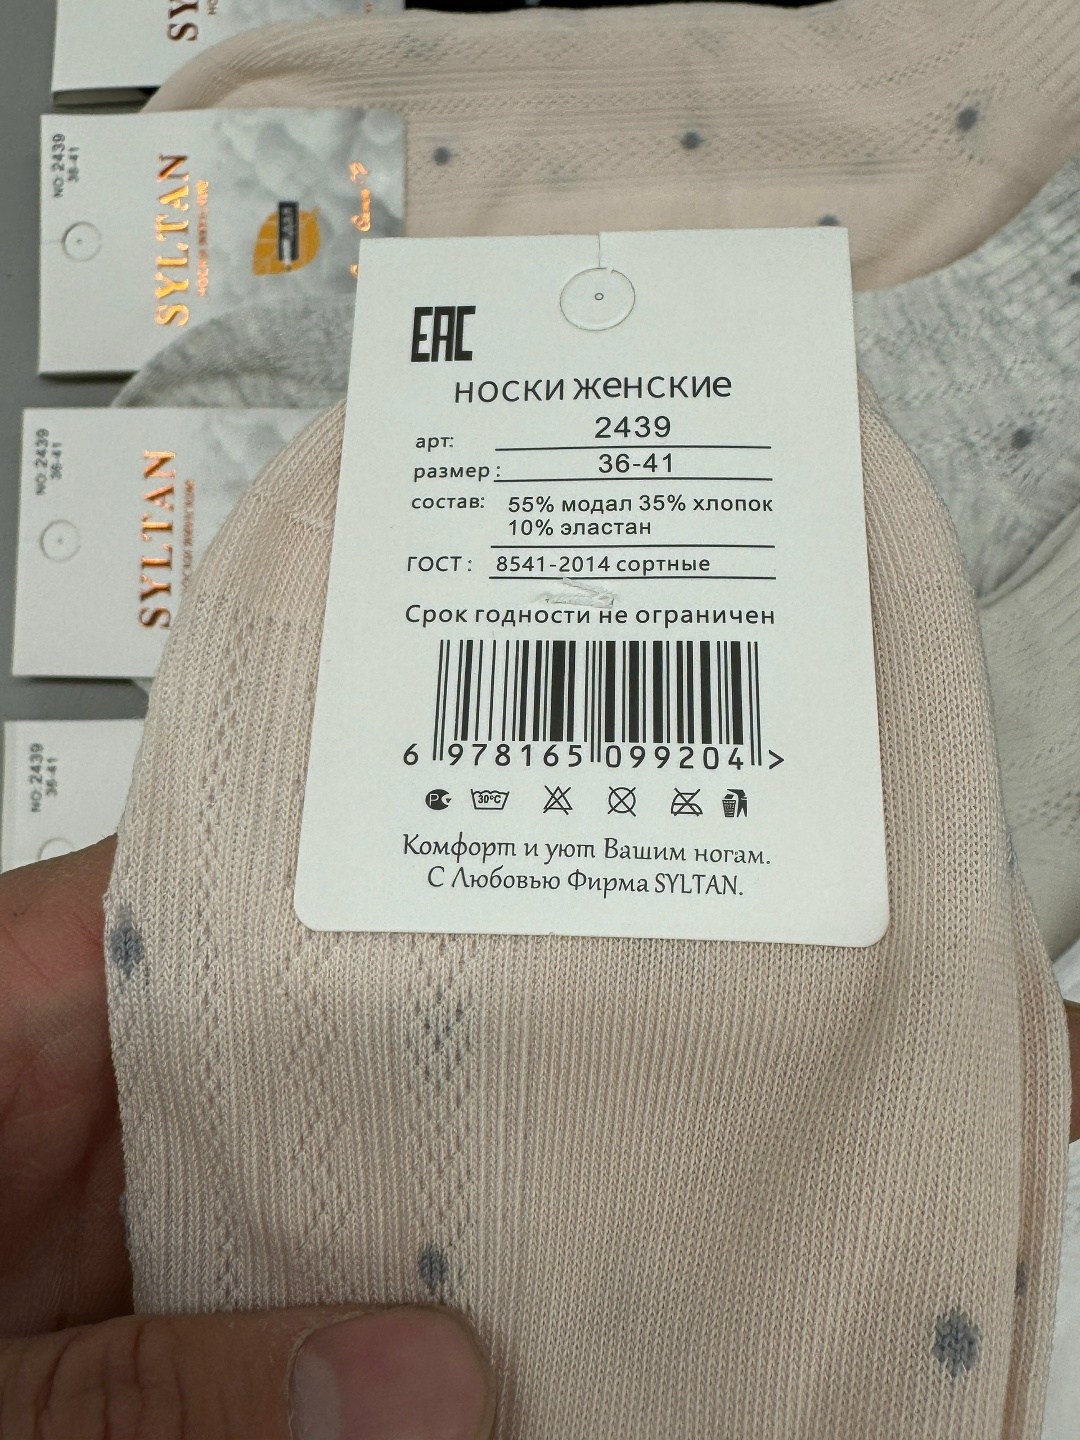 SY
NO:2439
36-41
SYLTAN
NO:2439
36-41
SYLTAN
NO:2439
36-41
EAC
НОСКИ ЖЕНСКИЕ
арт: 2439
размер : 36-41
состав: 55% модал 35% хлопок
10% эластан
ГОСТ : 8541-2014 сортные
Срок годности не ограничен
6 978165 099204 >
РС 30°C
Комфорт и уют Вашим ногам.
С Любовью Фирма SYLTAN.